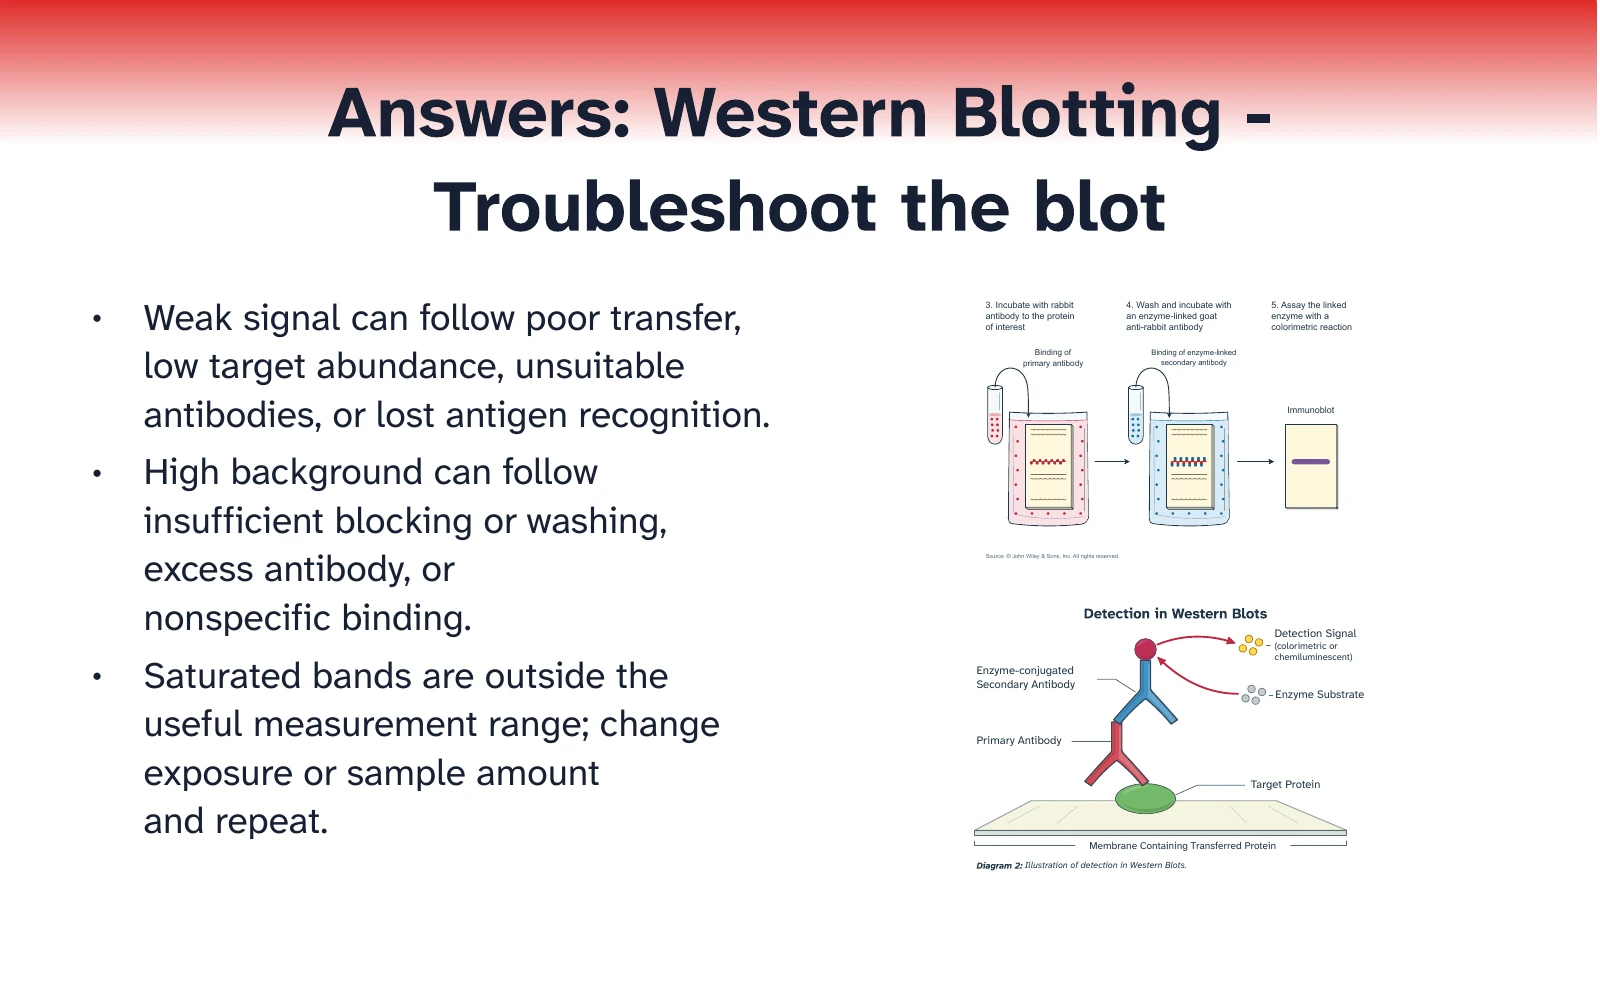 Answers: Western Blotting -
Troubleshoot the blot
• Weak signal can follow poor transfer,
low target abundance, unsuitable
antibodies, or lost antigen recognition.
• High background can follow
insufficient blocking or washing,
excess antibody, or
nonspecific binding.
• Saturated bands are outside the
useful measurement range; change
exposure or sample amount
and repeat.
3. Incubate with rabbit
antibody to the protein
of interest
4. Wash and incubate with
an enzyme-linked goat
anti-rabbit antibody
5. Assay the linked
enzyme with a
colorimetric reaction
Binding of
primary antibody
Binding of enzyme-linked
secondary antibody
Immunoblot
Source: © John Wiley & Sons, Inc. All rights reserved.
Detection in Western Blots
Detection Signal
(colorimetric or
chemiluminescent)
Enzyme-conjugated
Secondary Antibody
Enzyme Substrate
Primary Antibody
Target Protein
Membrane Containing Transferred Protein
Diagram 2: Illustration of detection in Western Blots.